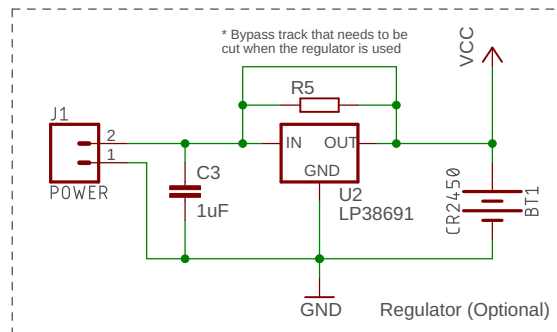 * Bypass track that needs to be
cut when the regulator is used
VCC
R5
J1
2
1
POWER
IN
OUT
GND
C3
1uF
U2
LP38691
CR2450
BT1
GND
Regulator (Optional)